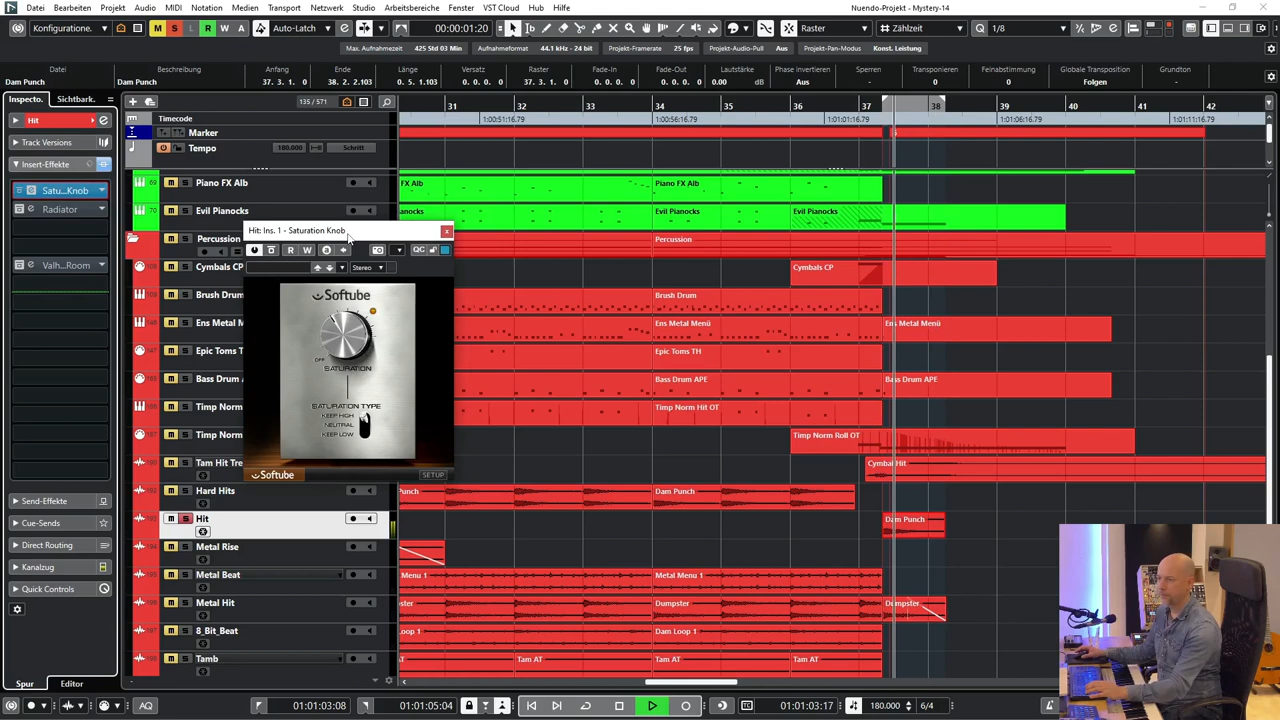 Datei Bearbeiten Projekt Audio MIDI Notation Medien Transport Netzwerk Studio Arbeitsbereiche Fenster VST Cloud Hub Hilfe
Nuendo-Projekt - Mystery-14
Konfiguratione. M S L R W A Auto-Latch 00:00:01:20 Raster Zählzeit 1/8
Max. Aufnahmezeit 425 Std 03 Min Aufnahmeformat 44.1 kHz - 24 bit Projekt-Framerate 25 fps Projekt-Audio-Pull Aus Projekt-Pan-Modus Konst. Leistung
Datei Beschreibung Anfang Ende Länge Versatz Raster Fade-In Fade-Out Lautstärke Phase invertieren Sperren Transponieren Feinabstimmung Globale Transposition Grundton
Dam Punch Dam Punch 37. 3. 1. 0 38. 2. 2.103 0. 5. 1.103 0. 0. 0. 0 37. 3. 1. 0 0. 0. 0. 0 0. 0. 0. 0 0.00 dB Aus 0 0 Folgen
Inspecto. Sichtbark. 135 / 571 31 32 33 34 35 36 37 38 39 40 41 42
Timecode 1:00:51:16.79 1:00:56:16.79 1:01:01:16.79 1:01:06:16.79 1:01:11:16.79
Hit
Marker
Track Versions
Tempo 180.000 Schritt
Insert-Effekte
Satu...Knob
Radiator
Valh...Room
69 M S Piano FX Alb FX Alb Piano FX Alb
70 M S Evil Pianocks anocks Evil Pianocks Evil Pianocks
Percussion Percussion
Cymbals CP Cymbals CP
Brush Drum Brush Drum
Ens Metal M Ens Metal Menü Ens Metal Menü
Epic Toms T Epic Toms TH
Bass Drum Bass Drum APE Bass Drum APE
Timp Norm Timp Norm Hit OT
Timp Norm Timp Norm Roll OT
Tam Hit Tre Cymbal Hit
Hard Hits Punch Dam Punch
Hit Dam Punch
Metal Rise
Metal Beat Menu 1 Metal Menu 1
Metal Hit Dumpster Dumpster
8_Bit_Beat Dam Loop 1
Tamb Tam AT Tam AT Tam AT
Hit: Ins. 1 - Saturation Knob
R W QC
Stereo
Softube
OFF
SATURATION
SATURATION TYPE
KEEP HIGH
NEUTRAL
KEEP LOW
Softube SETUP
Send-Effekte
Cue-Sends
Direct Routing
Kanalzug
Quick Controls
Spur Editor
AQ 01:01:03:08 01:01:05:04 TC 01:01:03:17 180.000 6/4